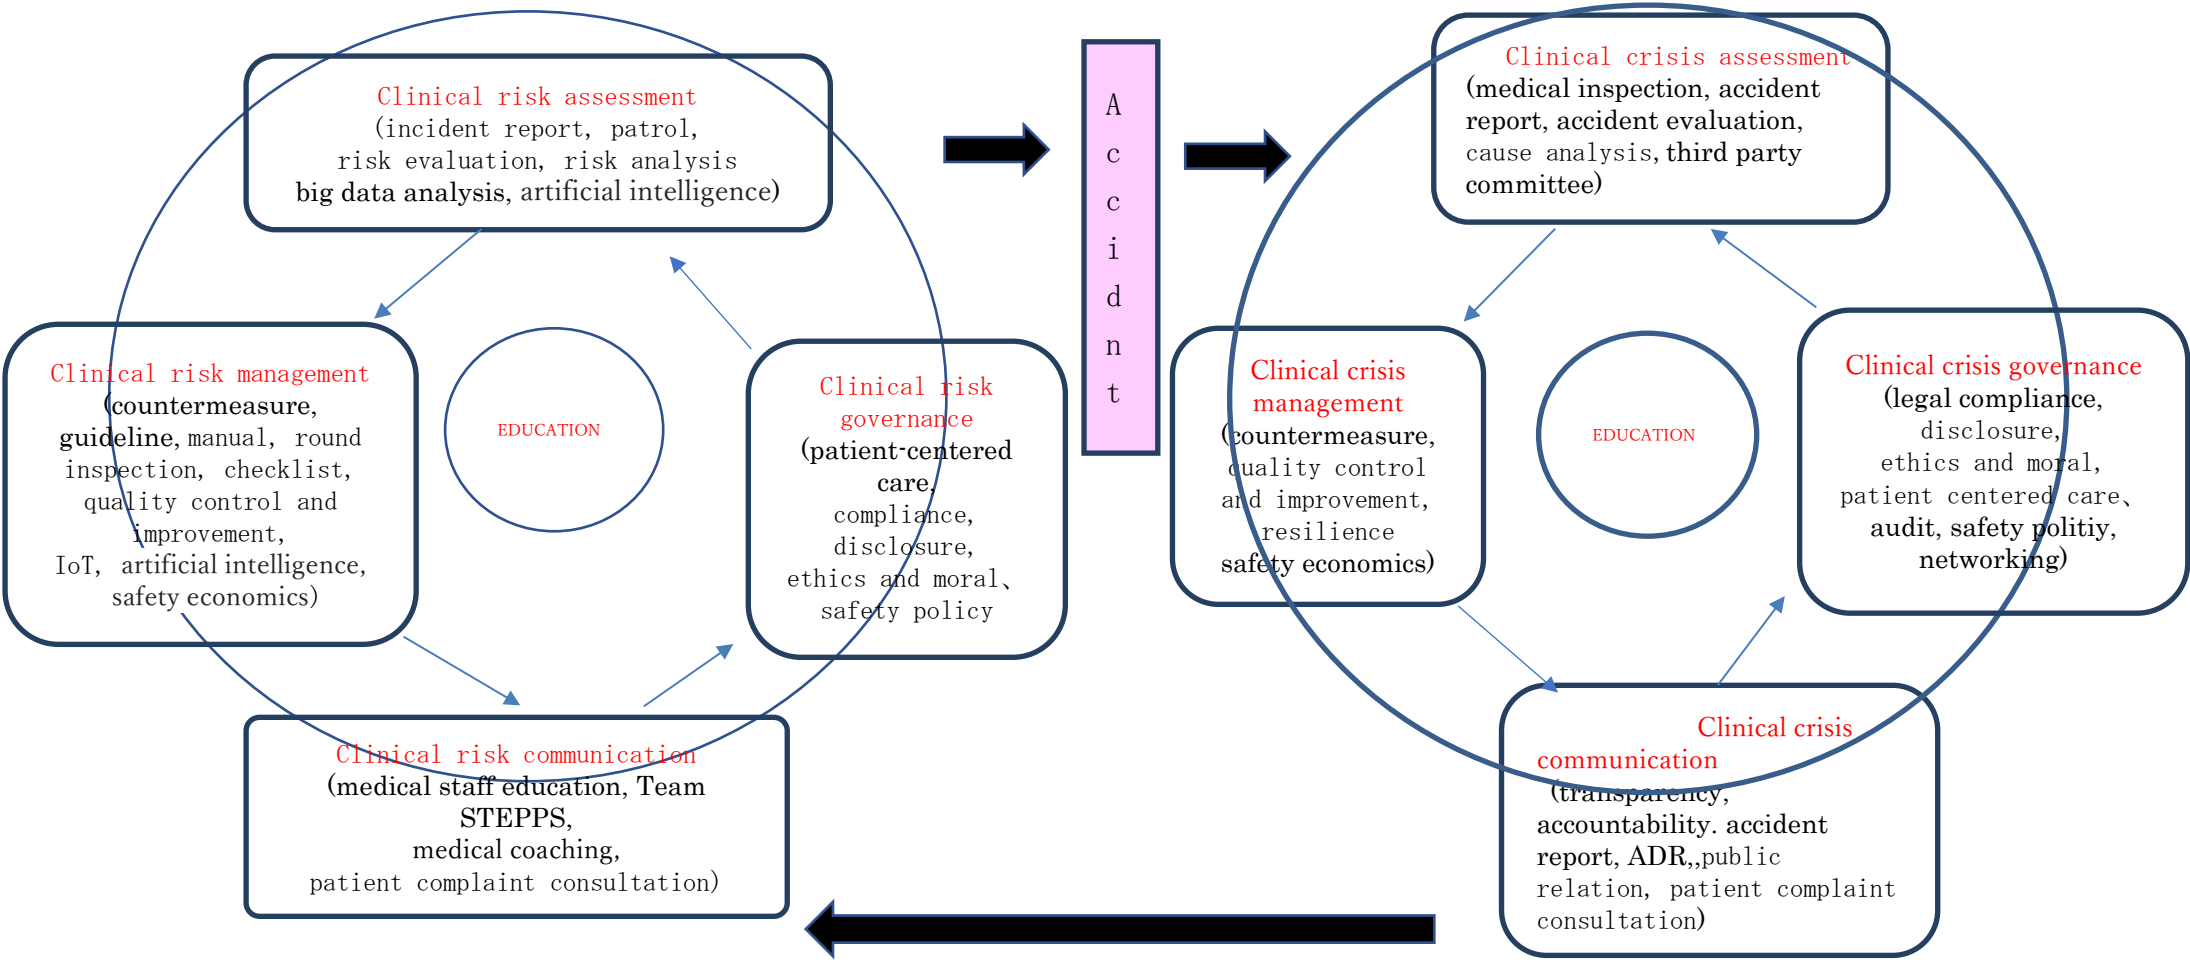 Clinical risk assessment
(incident report, patrol,
risk evaluation, risk analysis
big data analysis, artificial intelligence)
Clinical risk management
(countermeasure,
guideline, manual, round
inspection, checklist,
quality control and
improvement,
IoT, artificial intelligence,
safety economics)
EDUCATION
Clinical risk
governance
(patient-centered
care,
compliance,
disclosure,
ethics and moral、
safety policy
Clinical risk communication
(medical staff education, Team
STEPPS,
medical coaching,
patient complaint consultation)
A
c
c
i
d
n
t
Clinical crisis assessment
(medical inspection, accident
report, accident evaluation,
cause analysis, third party
committee)
Clinical crisis
management
(countermeasure,
quality control
and improvement,
resilience
safety economics)
EDUCATION
Clinical crisis governance
(legal compliance,
disclosure,
ethics and moral,
patient centered care、
audit, safety politiy,
networking)
Clinical crisis
communication
(transparency,
accountability. accident
report, ADR,,public
relation, patient complaint
consultation)